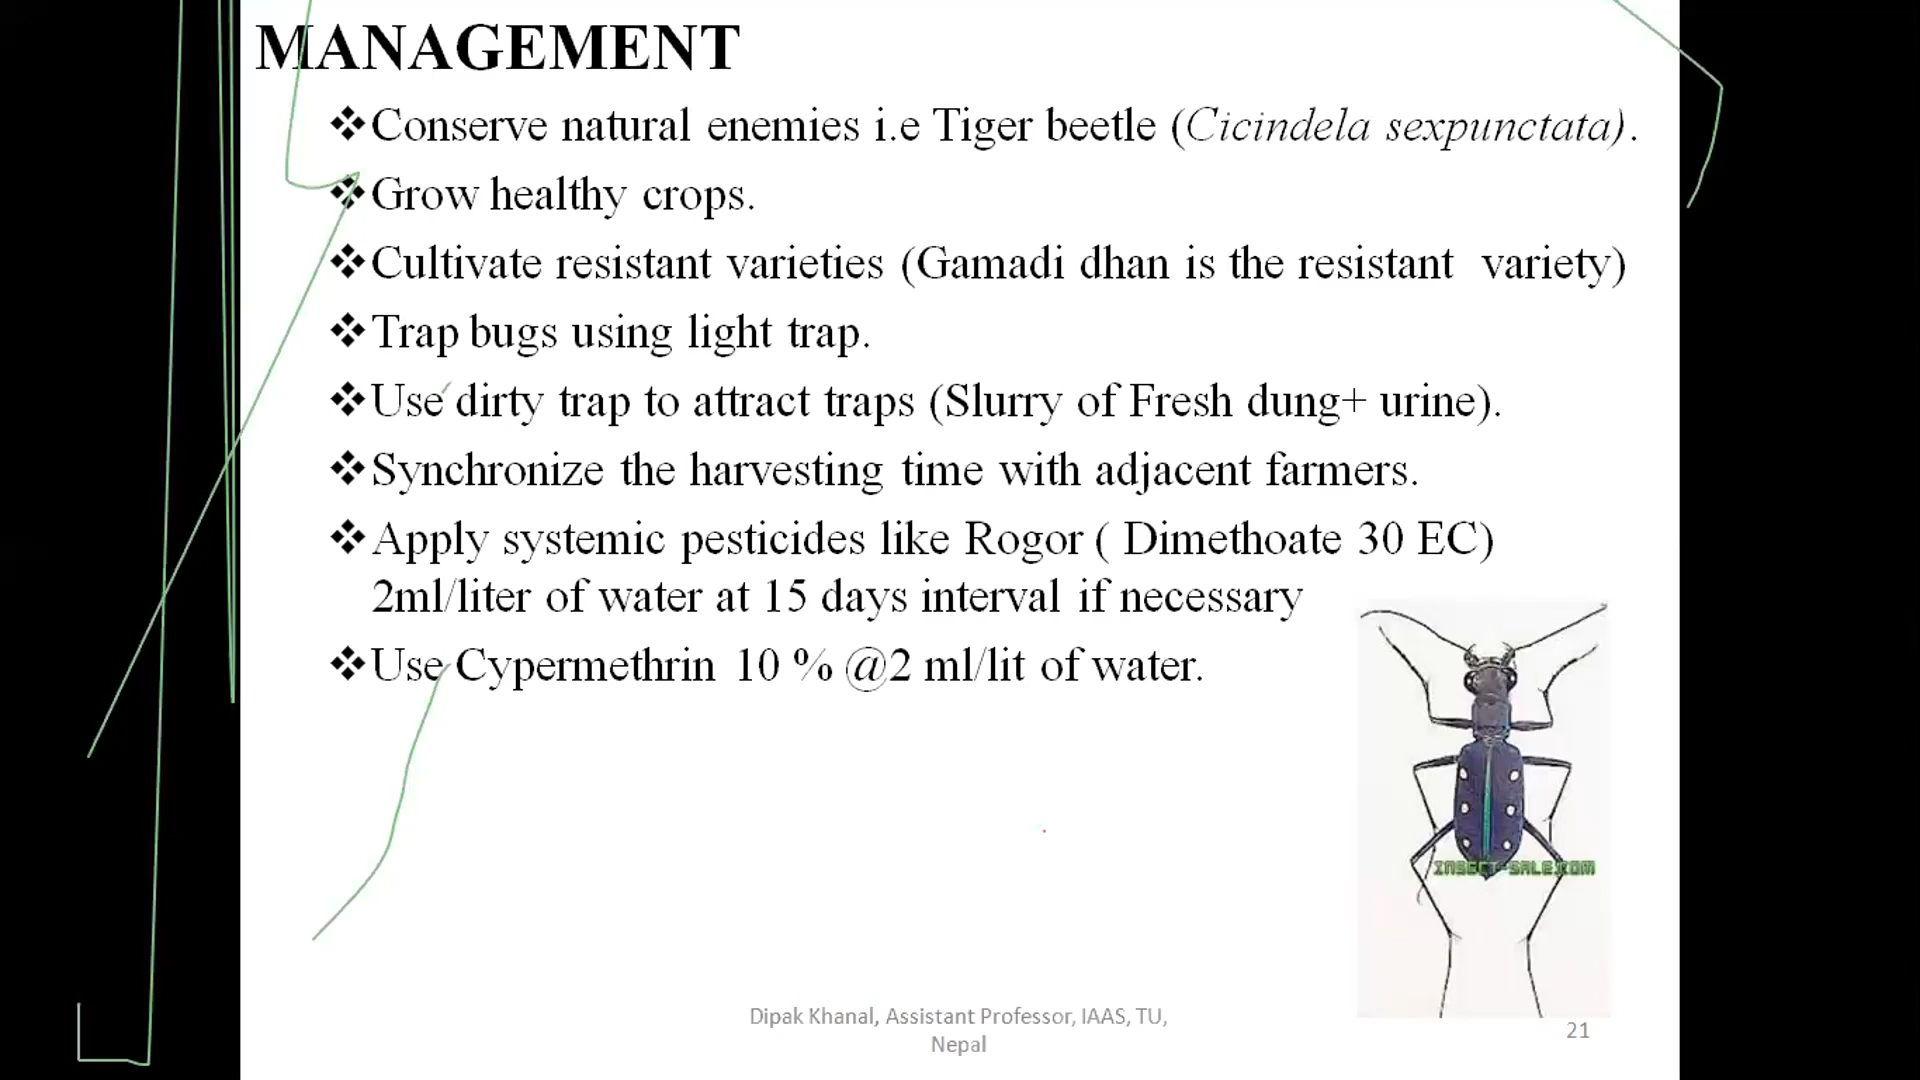 MANAGEMENT
❖Conserve natural enemies i.e Tiger beetle (Cicindela sexpunctata).
❖Grow healthy crops.
❖Cultivate resistant varieties (Gamadi dhan is the resistant variety)
❖Trap bugs using light trap.
❖Use dirty trap to attract traps (Slurry of Fresh dung+ urine).
❖Synchronize the harvesting time with adjacent farmers.
❖Apply systemic pesticides like Rogor ( Dimethoate 30 EC)
2ml/liter of water at 15 days interval if necessary
❖Use Cypermethrin 10 % @2 ml/lit of water.
INSECT-SALE.COM
Dipak Khanal, Assistant Professor, IAAS, TU,
Nepal
21